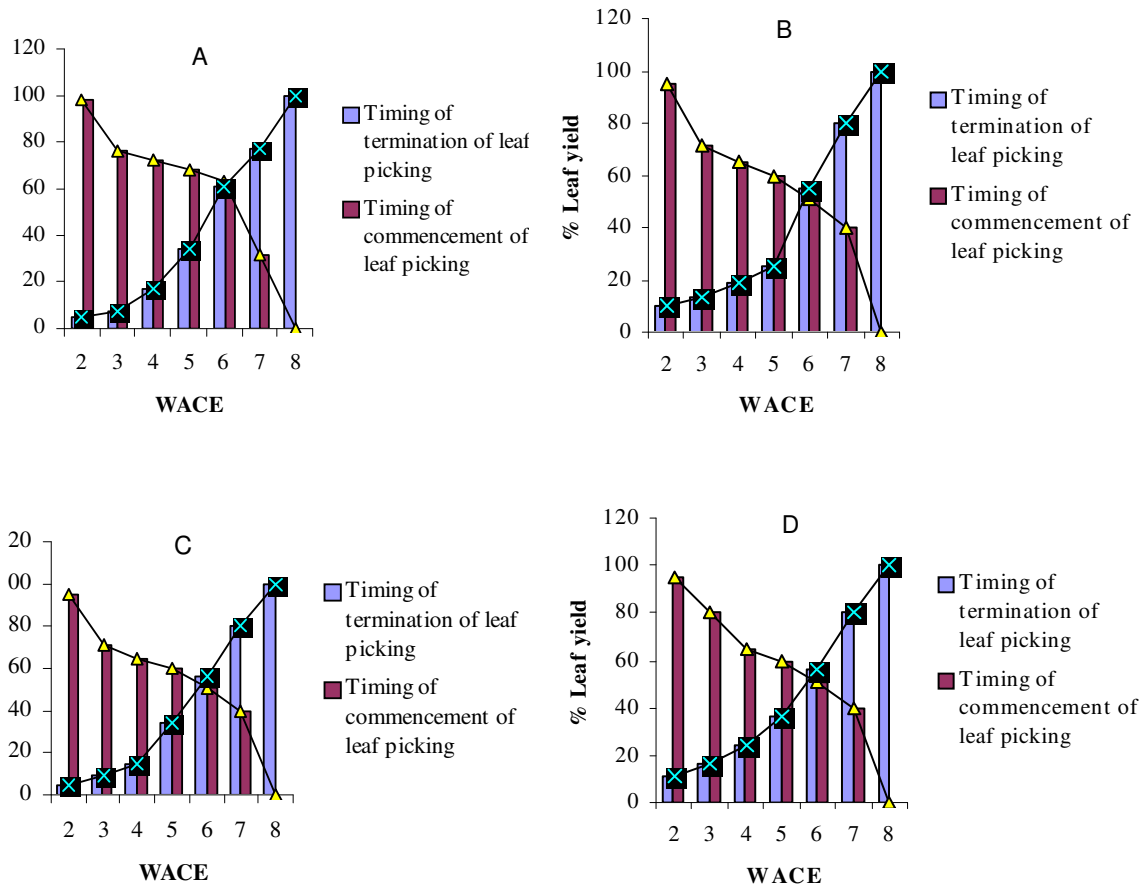 A
120
100
80
60
40
20
0
2 3 4 5 6 7 8
WACE
Timing of
termination of leaf
picking
Timing of
commencement of
leaf picking
B
% Leaf yield
120
100
80
60
40
20
0
2 3 4 5 6 7 8
WACE
Timing of
termination of
leaf picking
Timing of
commencement of
leaf picking
C
20
00
80
60
40
20
0
2 3 4 5 6 7 8
WACE
Timing of
termination of leaf
picking
Timing of
commencement of
leaf picking
D
% Leaf yield
120
100
80
60
40
20
0
2 3 4 5 6 7 8
WACE
Timing of
termination of
leaf picking
Timing of
commencement of
leaf picking